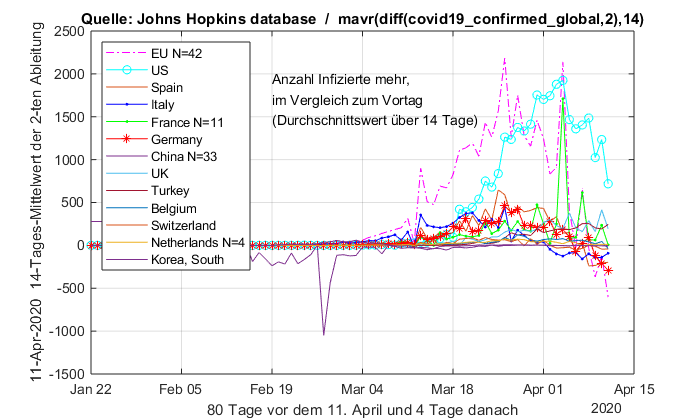 Quelle: Johns Hopkins database / mavr(diff(covid19_confirmed_global,2),14)
11-Apr-2020 14-Tages-Mittelwert der 2-ten Ableitung
2500
2000
1500
1000
500
0
-500
-1000
-1500
EU N=42
US
Spain
Italy
France N=11
Germany
China N=33
UK
Turkey
Belgium
Switzerland
Netherlands N=4
Korea, South
Anzahl Infizierte mehr,
im Vergleich zum Vortag
(Durchschnittswert über 14 Tage)
Jan 22 Feb 05 Feb 19 Mar 04 Mar 18 Apr 01 Apr 15
2020
80 Tage vor dem 11. April und 4 Tage danach